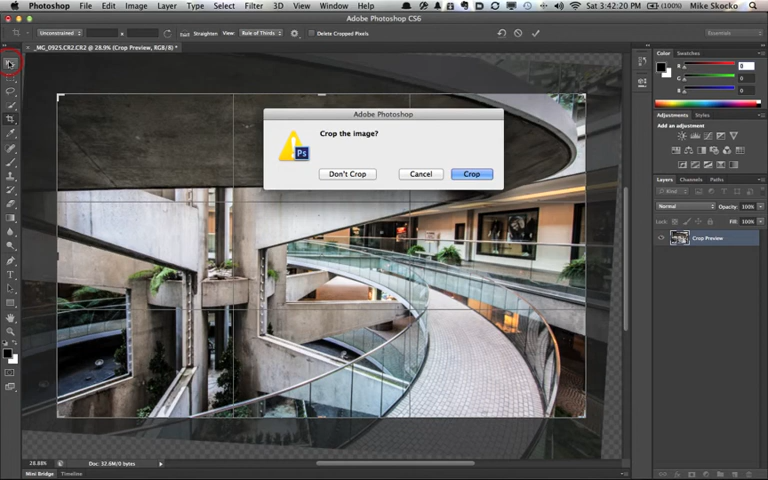 Photoshop File Edit Image Layer Type Select Filter 3D View Window Help (100%) Sat 3:42:20 PM Mike Skocko
Adobe Photoshop CS6
Unconstrained x Straighten View: Rule of Thirds Delete Cropped Pixels Essentials
_MG_0925.CR2.CR2 @ 28.9% (Crop Preview, RGB/8) *
Color Swatches
R 0
G 0
B 0
Adobe Photoshop
Crop the image?
Don't Crop Cancel Crop
Adjustments Styles
Add an adjustment
Layers Channels Paths
Kind
Normal Opacity: 100%
Lock: Fill: 100%
Crop Preview
28.88% Doc: 32.6M/0 bytes
Mini Bridge Timeline